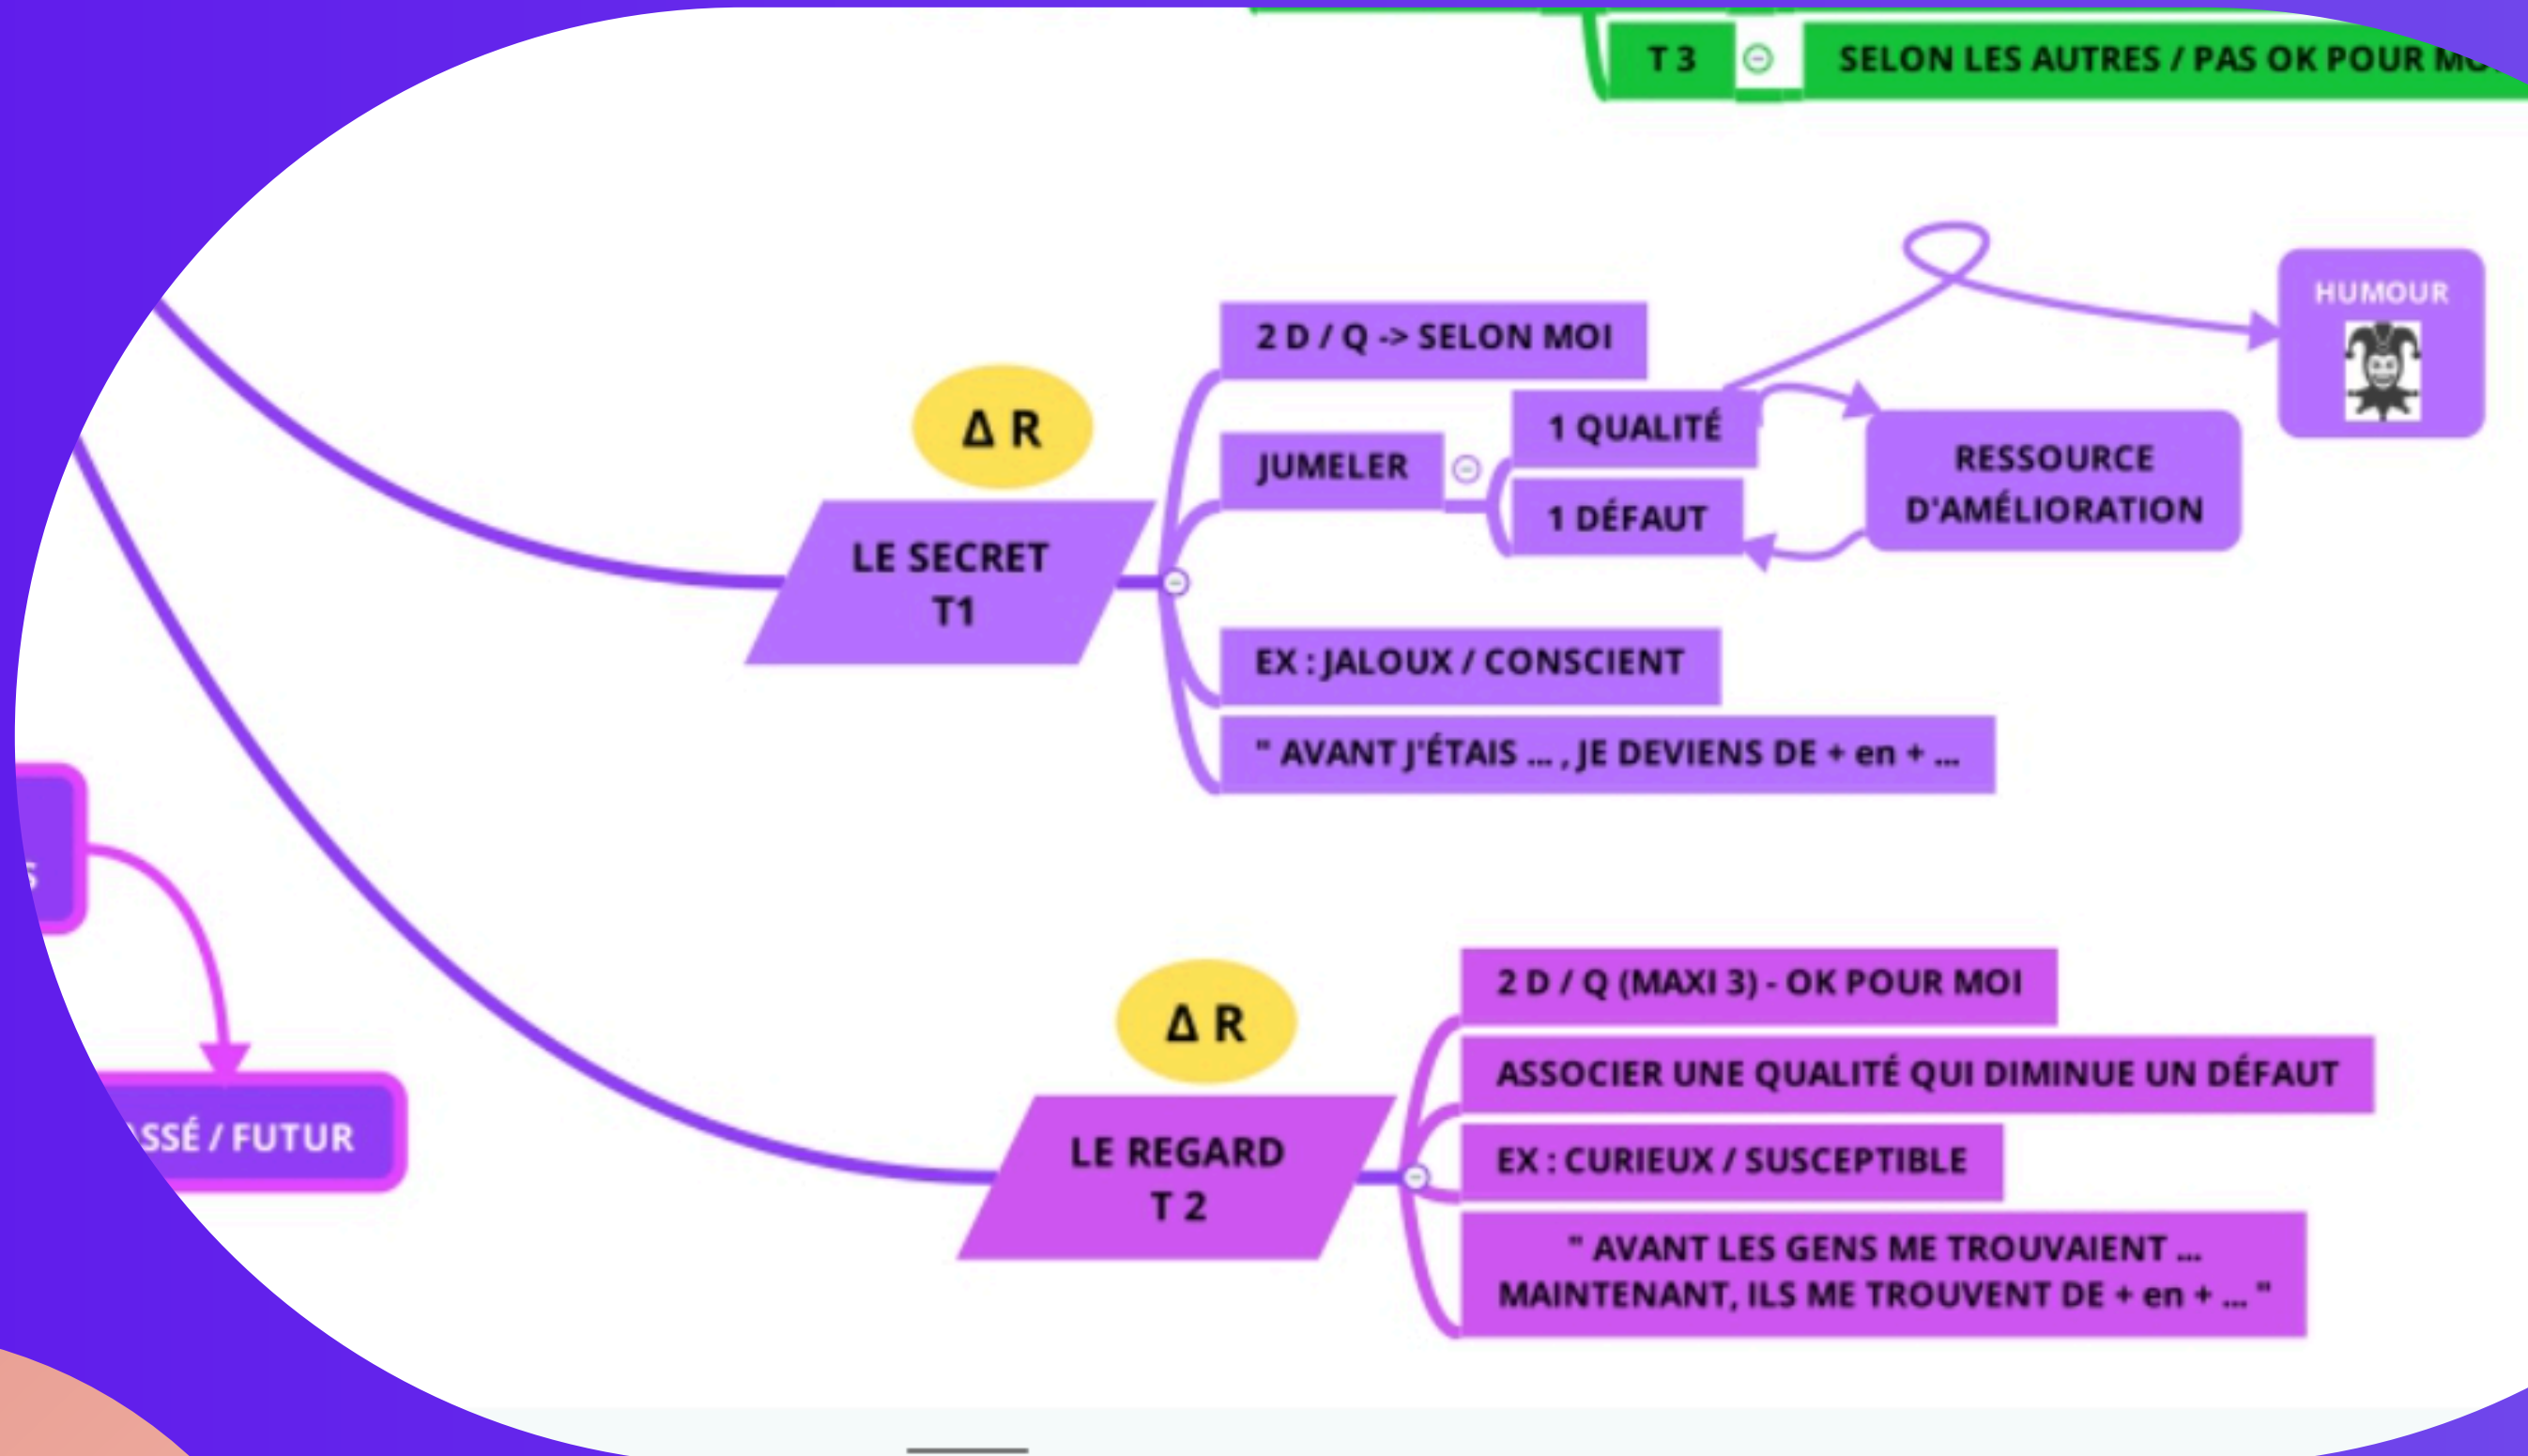 T 3
SELON LES AUTRES / PAS OK POUR
HUMOUR
2 D / Q -> SELON MOI
Δ R
1 QUALITÉ
JUMELER
RESSOURCE
D'AMÉLIORATION
1 DÉFAUT
LE SECRET
T1
EX : JALOUX / CONSCIENT
" AVANT J'ÉTAIS ... , JE DEVIENS DE + en + ...
2 D / Q (MAXI 3) - OK POUR MOI
Δ R
ASSOCIER UNE QUALITÉ QUI DIMINUE UN DÉFAUT
ASSÉ / FUTUR
LE REGARD
T 2
EX : CURIEUX / SUSCEPTIBLE
" AVANT LES GENS ME TROUVAIENT ...
MAINTENANT, ILS ME TROUVENT DE + en + ... "